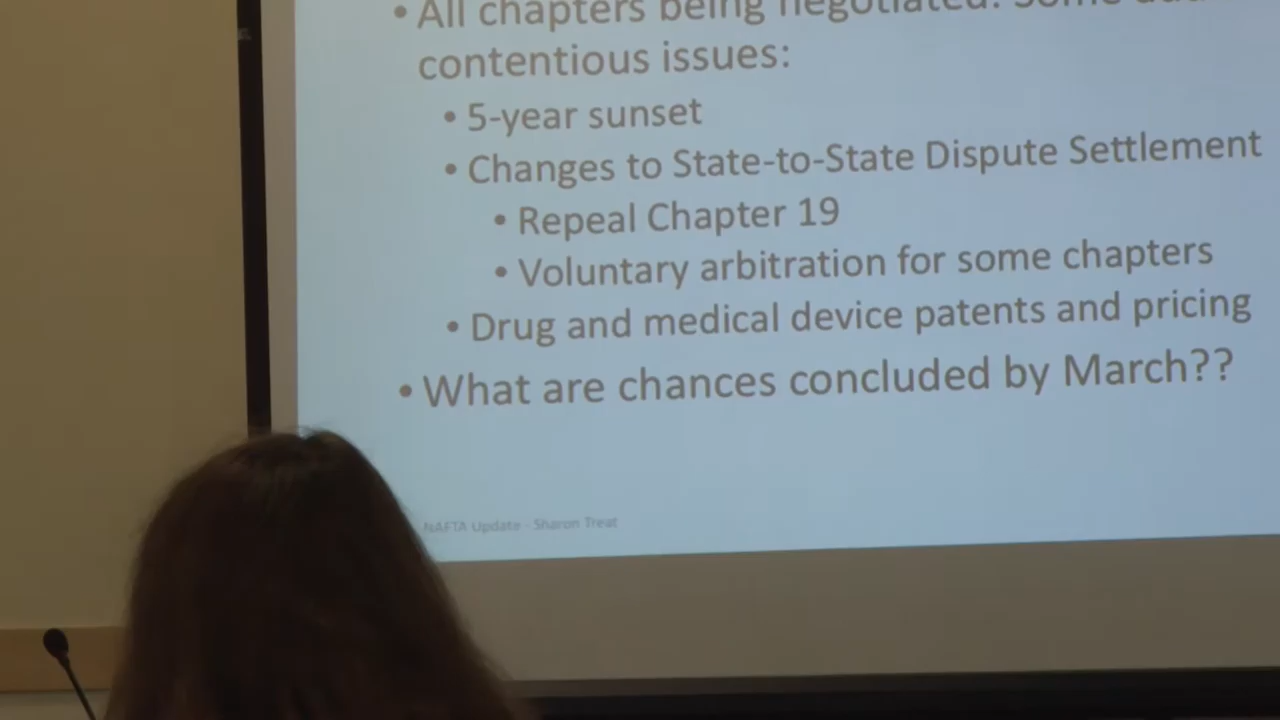 • All chapters being negotiated. Some
contentious issues:
• 5-year sunset
• Changes to State-to-State Dispute Settlement
• Repeal Chapter 19
• Voluntary arbitration for some chapters
• Drug and medical device patents and pricing
• What are chances concluded by March??
NAFTA Update - Sharon Treat